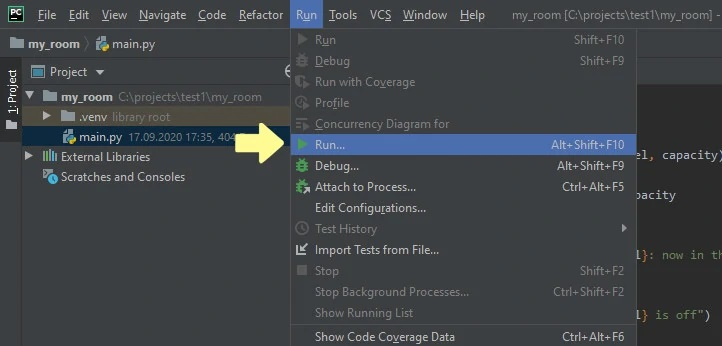 PC File Edit View Navigate Code Refactor Run Tools VCS Window Help my_room [C:\projects\test1\my_room] -
my_room main.py
1: Project
Project
my_room C:\projects\test1\my_room
.venv library root
main.py 17.09.2020 17:35, 404
External Libraries
Scratches and Consoles
Run Shift+F10
Debug Shift+F9
Run with Coverage
Profile
Concurrency Diagram for
Run... Alt+Shift+F10
Debug... Alt+Shift+F9
Attach to Process... Ctrl+Alt+F5
Edit Configurations...
Test History
Import Tests from File...
Stop Shift+F2
Stop Background Processes... Ctrl+Shift+F2
Show Running List
Show Code Coverage Data Ctrl+Alt+F6
el, capacity)
pacity
1}: now in th
1} is off")